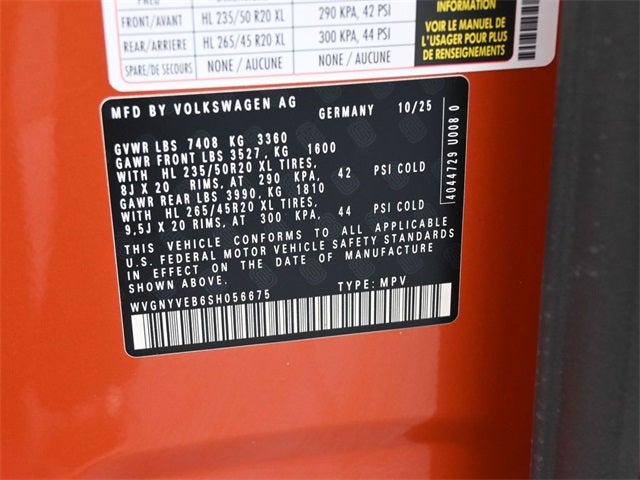 FRONT/AVANT HL 235/50 R20 XL 290 KPA, 42 PSI
REAR/ARRIERE HL 265/45 R20 XL 300 KPA, 44 PSI
SPARE/DE SECOURS NONE / AUCUNE NONE / AUCUNE
INFORMATION
VOIR LE MANUEL DE
L'USAGER POUR PLUS
DE RENSEIGNEMENTS
MFD BY VOLKSWAGEN AG GERMANY 10/25
GVWR LBS 7408 KG 3360
GAWR FRONT LBS 3527, KG 1600
WITH HL 235/50R20 XL TIRES,
8J X 20 RIMS, AT 290 KPA, 42 PSI COLD
GAWR REAR LBS 3990, KG 1810
WITH HL 265/45R20 XL TIRES,
9,5J X 20 RIMS, AT 300 KPA, 44 PSI COLD
THIS VEHICLE CONFORMS TO ALL APPLICABLE
U.S. FEDERAL MOTOR VEHICLE SAFETY STANDARDS
IN EFFECT ON THE DATE OF MANUFACTURE
SHOWN ABOVE.
WVGNYVEB6SH056675 TYPE: MPV
4044729 U008 0